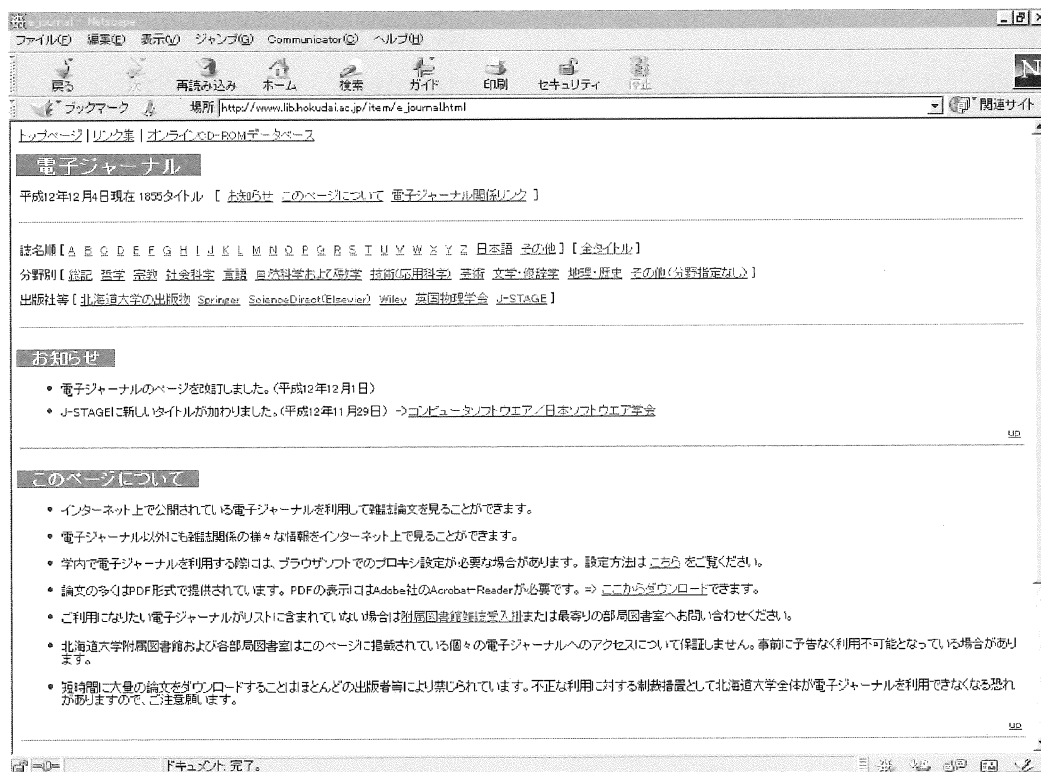 e journal - Netscape
ファイル(F) 編集(E) 表示(V) ジャンプ(G) Communicator(C) ヘルプ(H)
戻る 次 再読み込み ホーム 検索 ガイド 印刷 セキュリティ 停止
N
ブックマーク 場所 http://www.lib.hokudai.ac.jp/item/e_journal.html 関連サイト
トップページ | リンク集 | オンラインCD-ROMデータベース
電子ジャーナル
平成12年12月4日現在 1855タイトル [ お知らせ このページについて 電子ジャーナル関係リンク ]
誌名順 [ A B C D E F G H I J K L M N O P Q R S T U V W X Y Z 日本語 その他 ] [ 全タイトル ]
分野別 [ 総記 哲学 宗教 社会科学 言語 自然科学および数学 技術(応用科学) 芸術 文学・修辞学 地理・歴史 その他(分野指定なし) ]
出版社等 [ 北海道大学の出版物 Springer ScienceDirect(Elsevier) Wiley 英国物理学会 J-STAGE ]
お知らせ
• 電子ジャーナルのページを改訂しました。(平成12年12月1日)
• J-STAGEに新しいタイトルが加わりました。(平成12年11月29日) ->コンピュータソフトウエア/日本ソフトウエア学会
up
このページについて
• インターネット上で公開されている電子ジャーナルを利用して雑誌論文を見ることができます。
• 電子ジャーナル以外にも雑誌関係の様々な情報をインターネット上で見ることができます。
• 学内で電子ジャーナルを利用する際には、ブラウザソフトでのプロキシ設定が必要な場合があります。設定方法は こちら をご覧ください。
• 論文の多くはPDF形式で提供されています。PDFの表示にはAdobe社のAcrobat-Readerが必要です。=> ここからダウンロードできます。
• ご利用になりたい電子ジャーナルがリストに含まれていない場合は附属図書館雑誌受入掛または最寄りの部局図書室へお問い合わせください。
• 北海道大学附属図書館および各部局図書室はこのページに掲載されている個々の電子ジャーナルへのアクセスについて保証しません。事前に予告なく利用不可能となっている場合があり
ます。
• 短時間に大量の論文をダウンロードすることはほとんどの出版者等により禁じられています。不正な利用に対する制裁措置として北海道大学全体が電子ジャーナルを利用できなくなる恐れ
がありますので、ご注意願います。
up
ドキュメント: 完了。